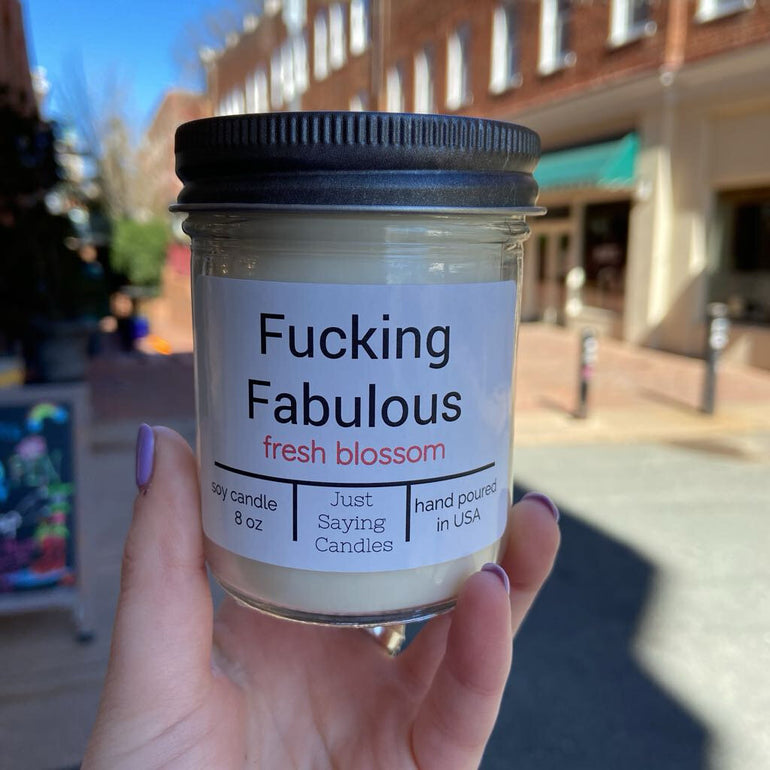 Fucking
Fabulous
fresh blossom
soy candle
8 oz
Just
Saying
Candles
hand poured
in USA